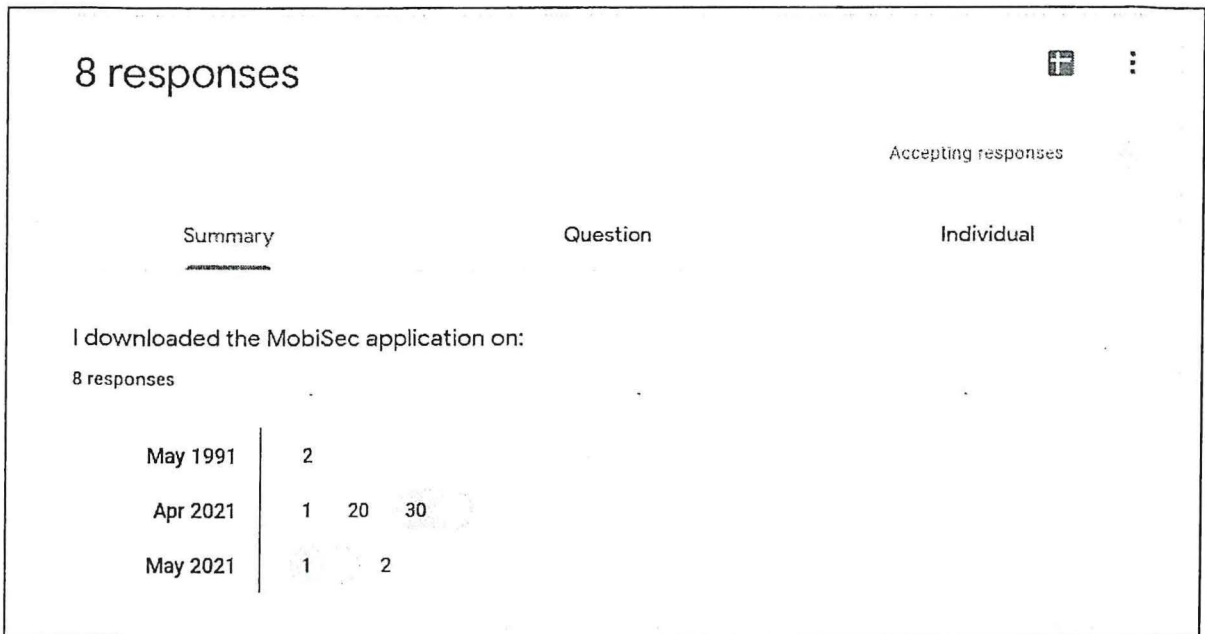 8 responses
Accepting responses
Summary Question Individual
I downloaded the MobiSec application on:
8 responses
May 1991 2
Apr 2021 1 20 30
May 2021 1 2